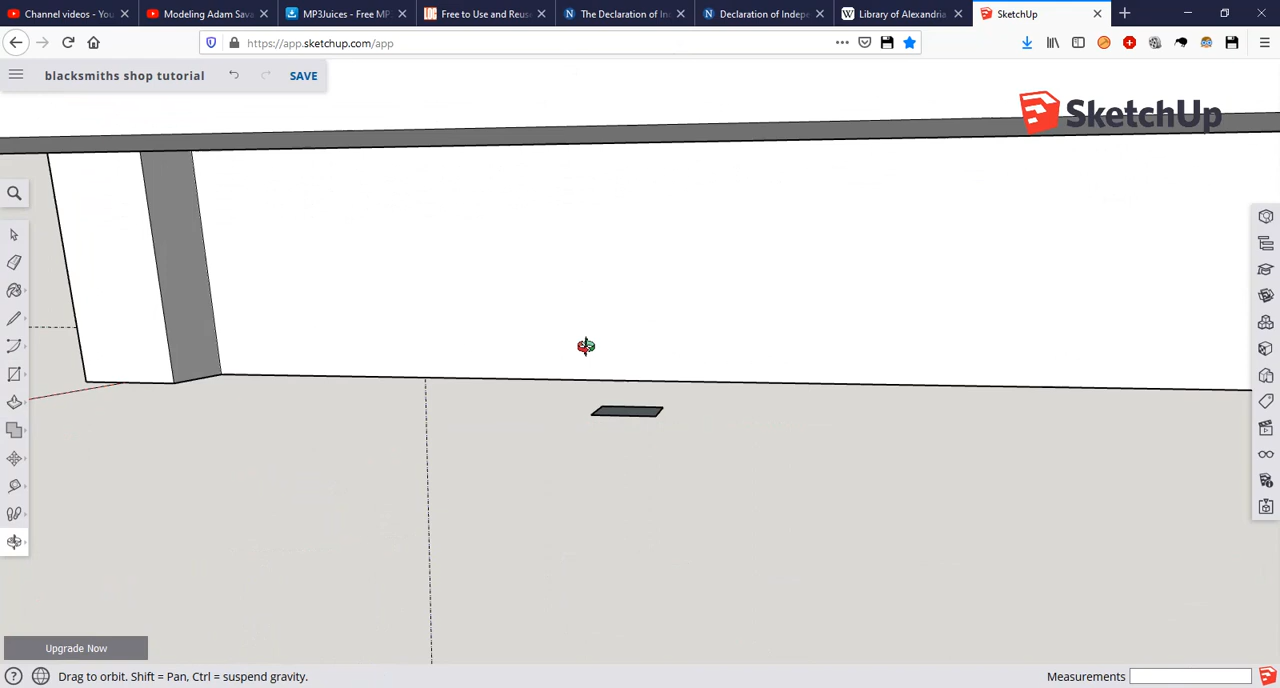 Channel videos - You
Modeling Adam Sava
MP3Juices - Free MP
Free to Use and Reus
The Declaration of In
Declaration of Indepe
Library of Alexandria
SketchUp
https://app.sketchup.com/app
blacksmiths shop tutorial
SAVE
SketchUp
Upgrade Now
Drag to orbit. Shift = Pan, Ctrl = suspend gravity.
Measurements